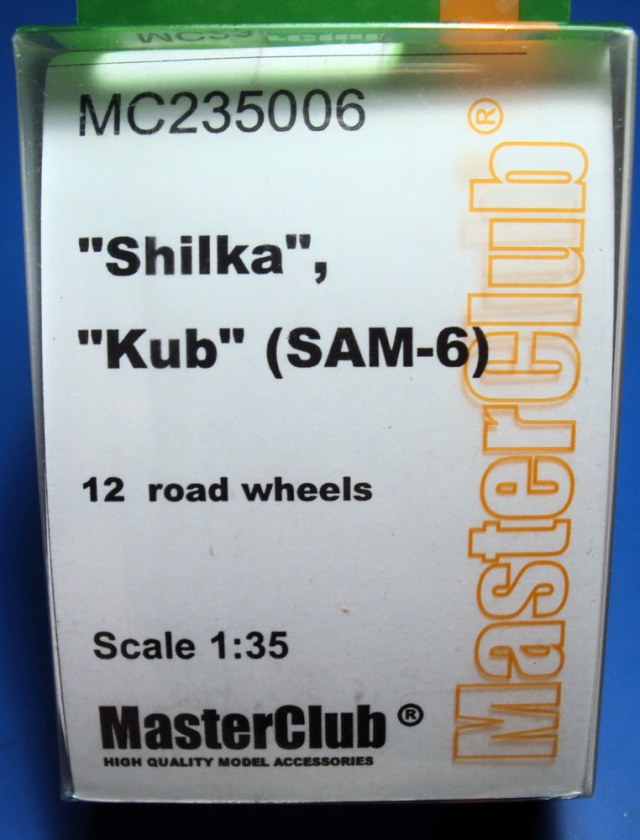 MC235006
"Shilka",
"Kub" (SAM-6)
12 road wheels
Scale 1:35
MasterClub ®
HIGH QUALITY MODEL ACCESSORIES
MasterClub ®